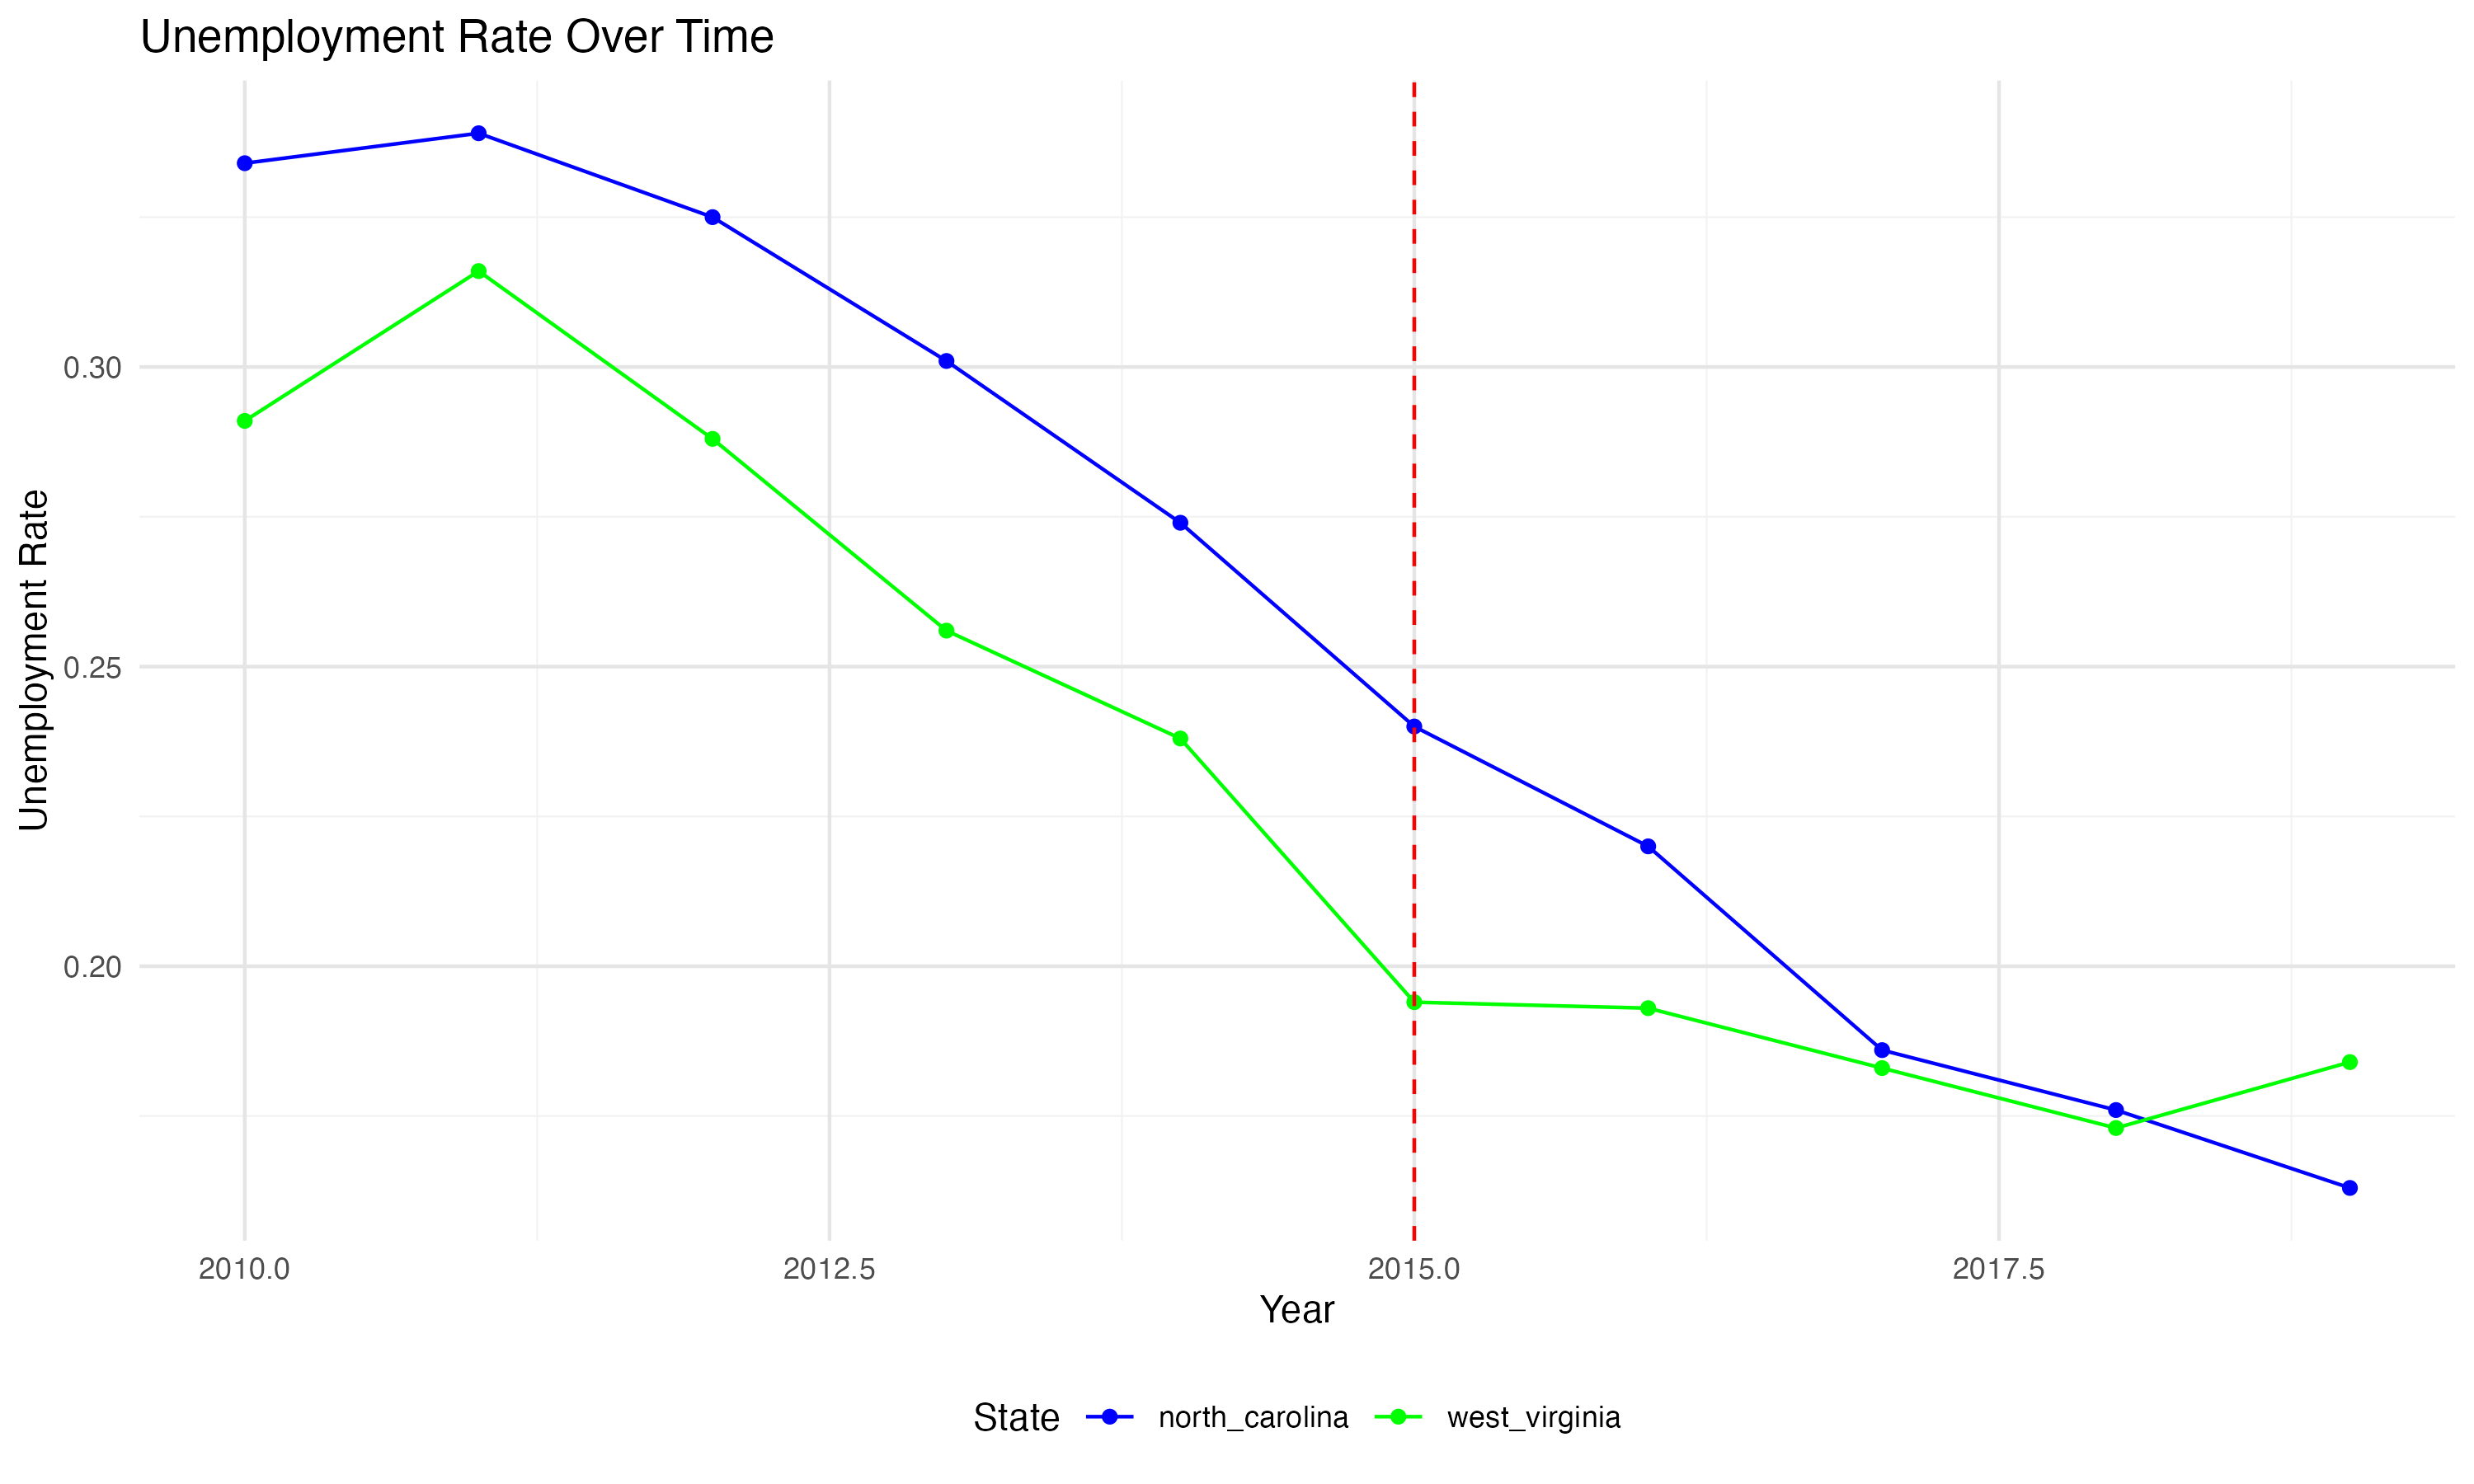 Unemployment Rate Over Time
Unemployment Rate
0.30
0.25
0.20
2010.0 2012.5 2015.0 2017.5
Year
State north_carolina west_virginia